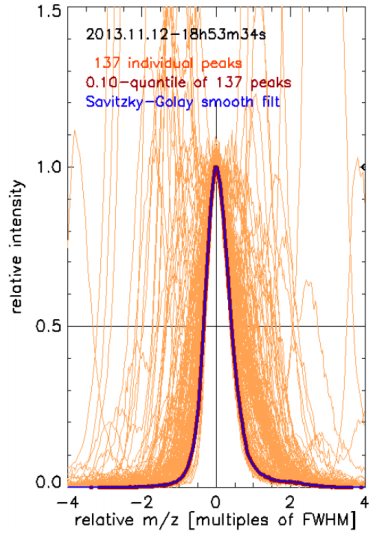 1.5
2013.11.12-18h53m34s
137 individual peaks
0.10-quantile of 137 peaks
Savitzky-Golay smooth filt
1.0
relative intensity
0.5
0.0
-4 -2 0 2 4
relative m/z [multiples of FWHM]